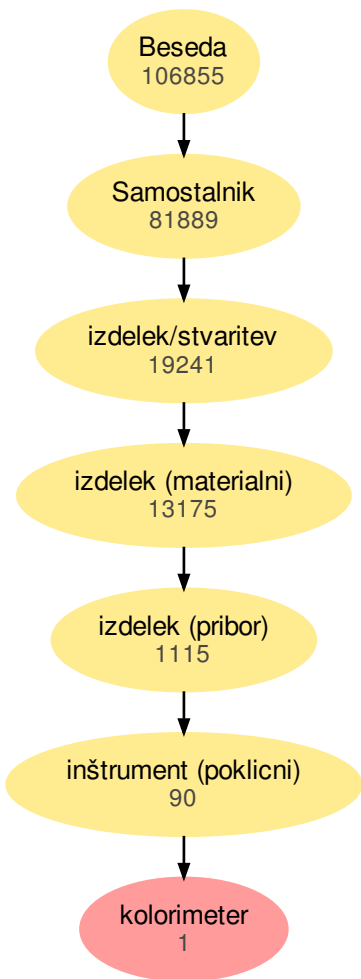 Beseda
106855
Samostalnik
81889
izdelek/stvaritev
19241
izdelek (materialni)
13175
izdelek (pribor)
1115
inštrument (poklicni)
90
kolorimeter
1